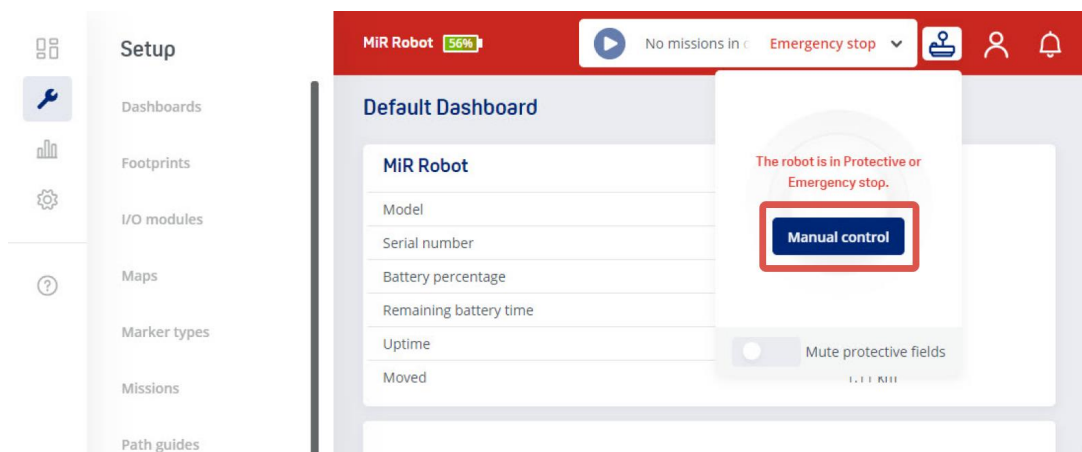 Setup
Dashboards
Footprints
I/O modules
Maps
Marker types
Missions
Path guides
MiR Robot 56%
No missions in
Emergency stop
Default Dashboard
MiR Robot
Model
Serial number
Battery percentage
Remaining battery time
Uptime
Moved
The robot is in Protective or
Emergency stop.
Manual control
Mute protective fields